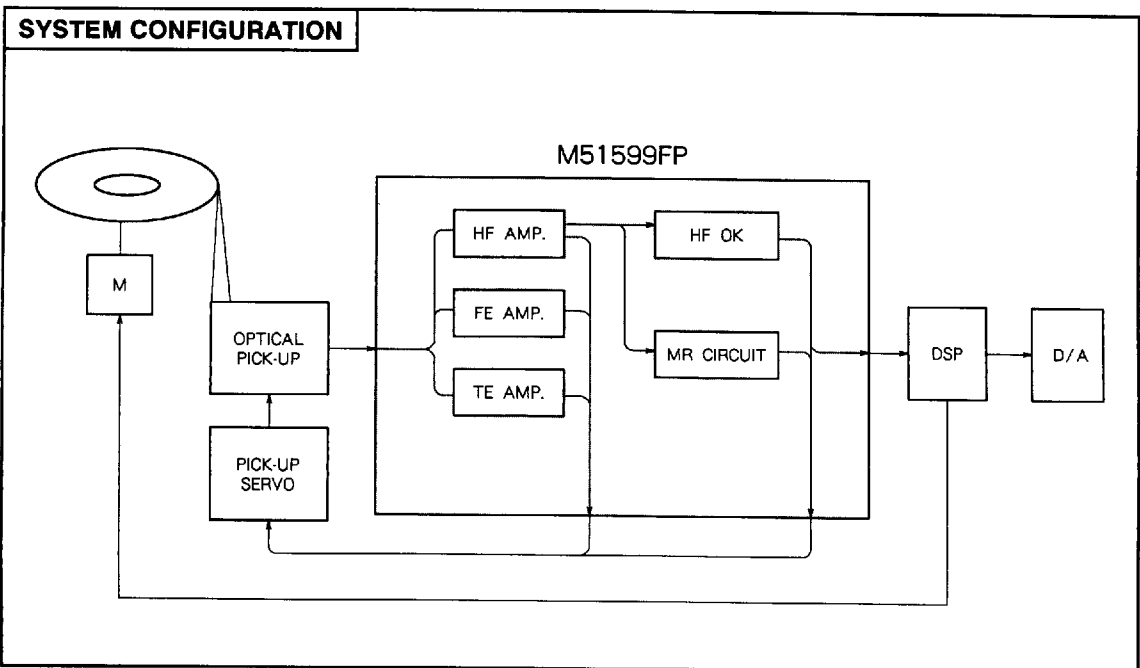 SYSTEM CONFIGURATION
M51599FP
HF AMP.
HF OK
M
FE AMP.
OPTICAL
PICK-UP
MR CIRCUIT
DSP
D/A
TE AMP.
PICK-UP
SERVO